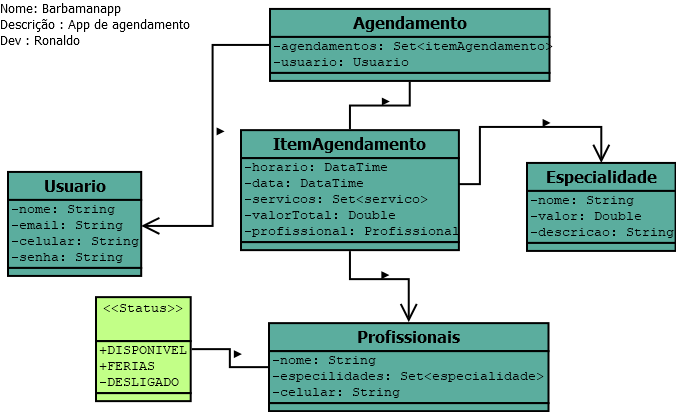 Nome: Barbamanapp
Descrição : App de agendamento
Dev : Ronaldo
Agendamento
-agendamentos: Set<itemAgendamento>
-usuario: Usuario
ItemAgendamento
-horario: DataTime
-data: DataTime
-servicos: Set<servico>
-valorTotal: Double
-profissional: Profissional
Especialidade
-nome: String
-valor: Double
-descricao: String
Usuario
-nome: String
-email: String
-celular: String
-senha: String
<<Status>>
+DISPONIVEL
+FERIAS
-DESLIGADO
Profissionais
-nome: String
-especilidades: Set<especialidade>
-celular: String